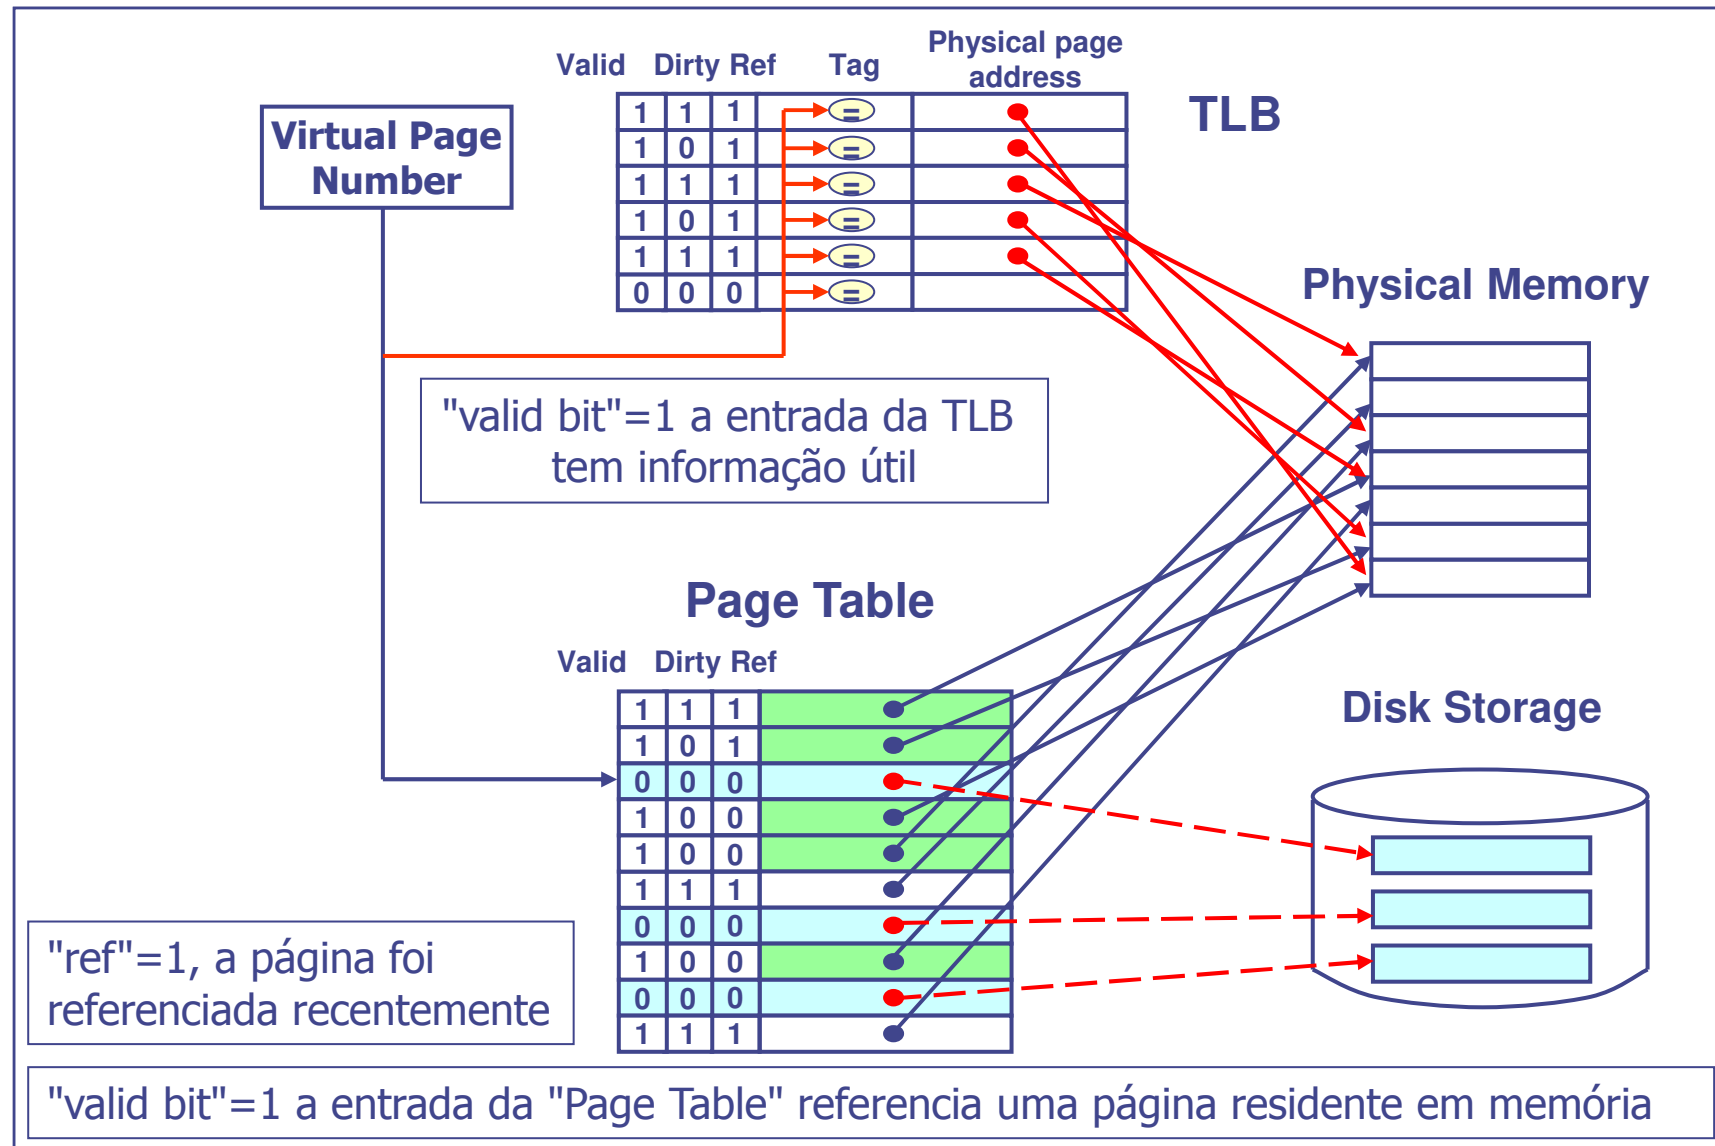 Physical page
Valid Dirty Ref Tag address
TLB
1 1 1 =
1 0 1 =
1 1 1 =
1 0 1 =
1 1 1 =
0 0 0 =
Virtual Page
Number
Physical Memory
"valid bit"=1 a entrada da TLB
tem informação útil
Page Table
Valid Dirty Ref
1 1 1
1 0 1
0 0 0
1 0 0
1 0 0
1 1 1
0 0 0
1 0 0
0 0 0
1 1 1
Disk Storage
"ref"=1, a página foi
referenciada recentemente
"valid bit"=1 a entrada da "Page Table" referencia uma página residente em memória